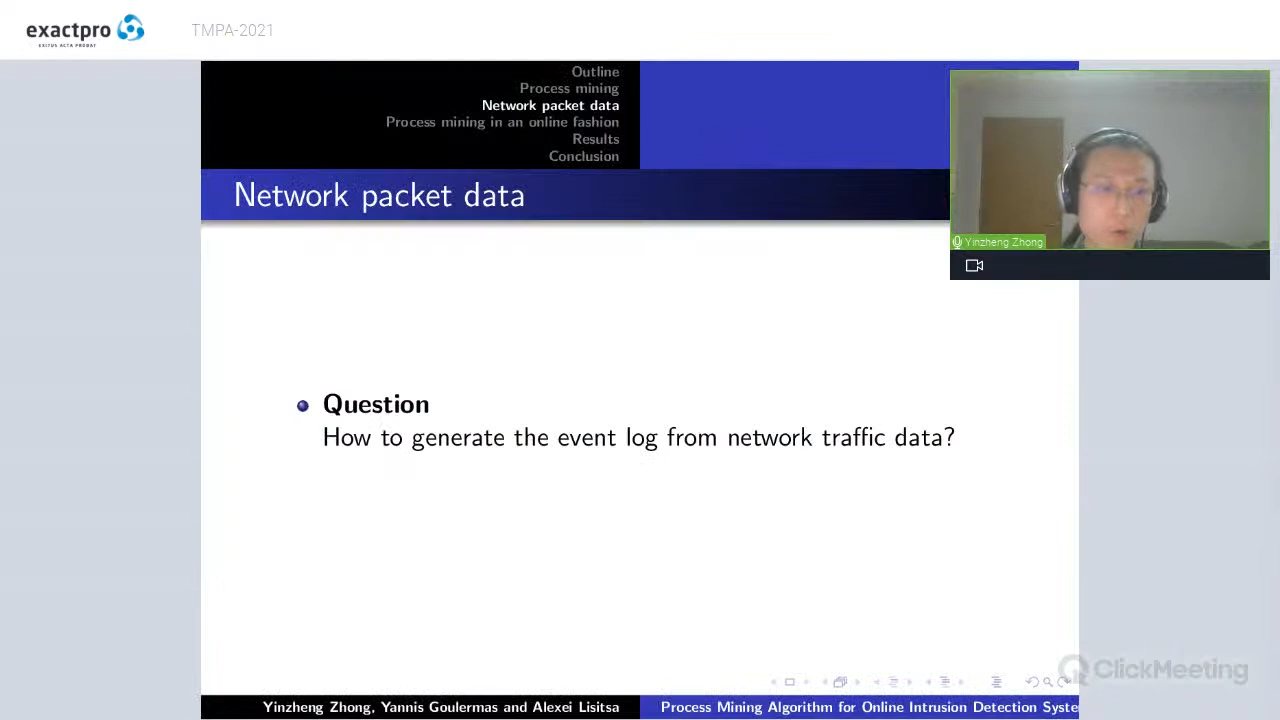 exactpro
EXITUS ACTA PROBAT
TMPA-2021
Outline
Process mining
Network packet data
Process mining in an online fashion
Results
Conclusion
Network packet data
Yinzheng Zhong
Question
How to generate the event log from network traffic data?
ClickMeeting
Yinzheng Zhong, Yannis Goulermas and Alexei Lisitsa
Process Mining Algorithm for Online Intrusion Detection Syste